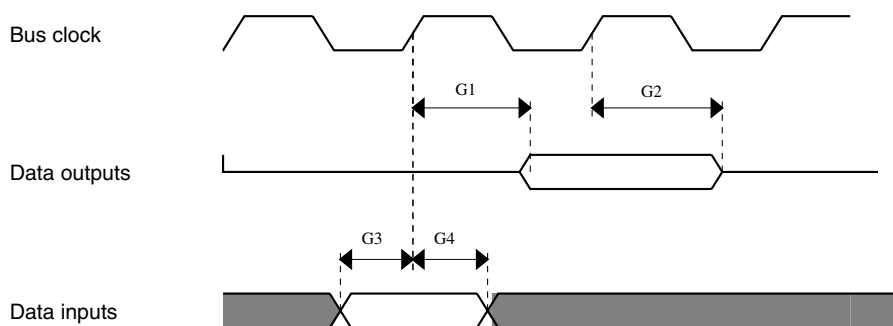 Bus clock
G1
G2
Data outputs
G3
G4
Data inputs